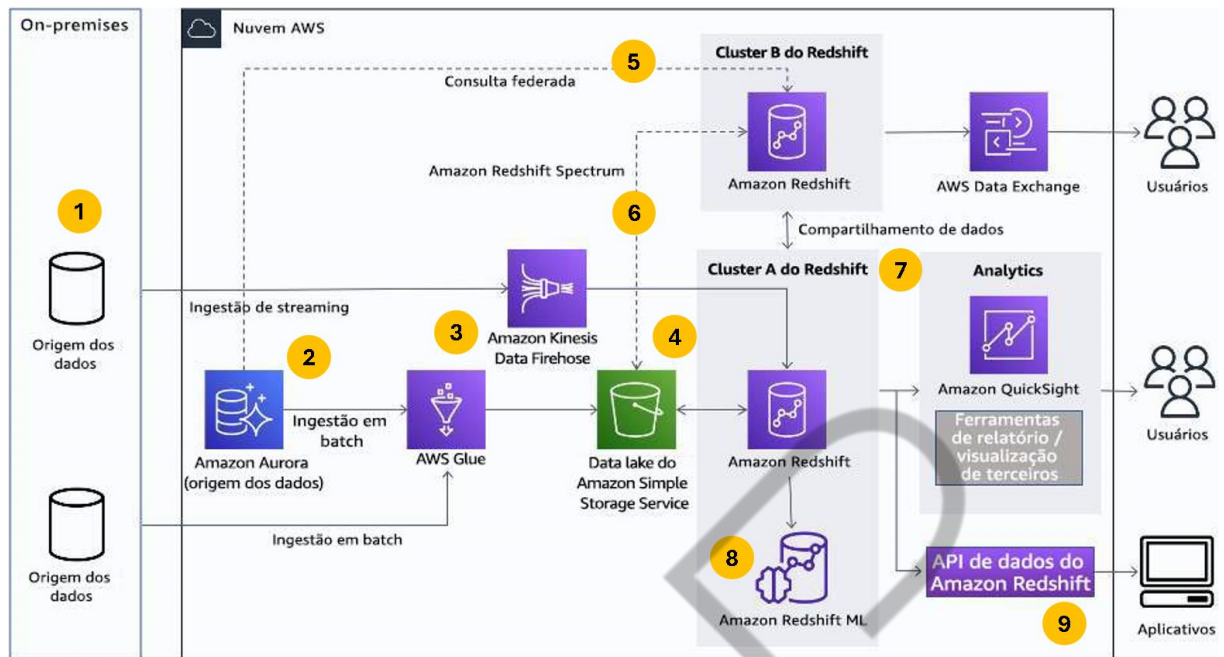 On-premises
Nuvem AWS
Cluster B do Redshift
5
Consulta federada
Amazon Redshift Spectrum
Amazon Redshift
AWS Data Exchange
Usuários
1
6
Compartilhamento de dados
Cluster A do Redshift
7
Analytics
Ingestão de streaming
Origem dos
dados
2
3
Amazon Kinesis
Data Firehose
4
Amazon QuickSight
Ingestão em
batch
Ferramentas
de relatório /
visualização
de terceiros
Usuários
Amazon Aurora
(origem dos dados)
AWS Glue
Data lake do
Amazon Simple
Storage Service
Amazon Redshift
Ingestão em batch
Origem dos
dados
8
API de dados do
Amazon Redshift
Amazon Redshift ML
9
Aplicativos